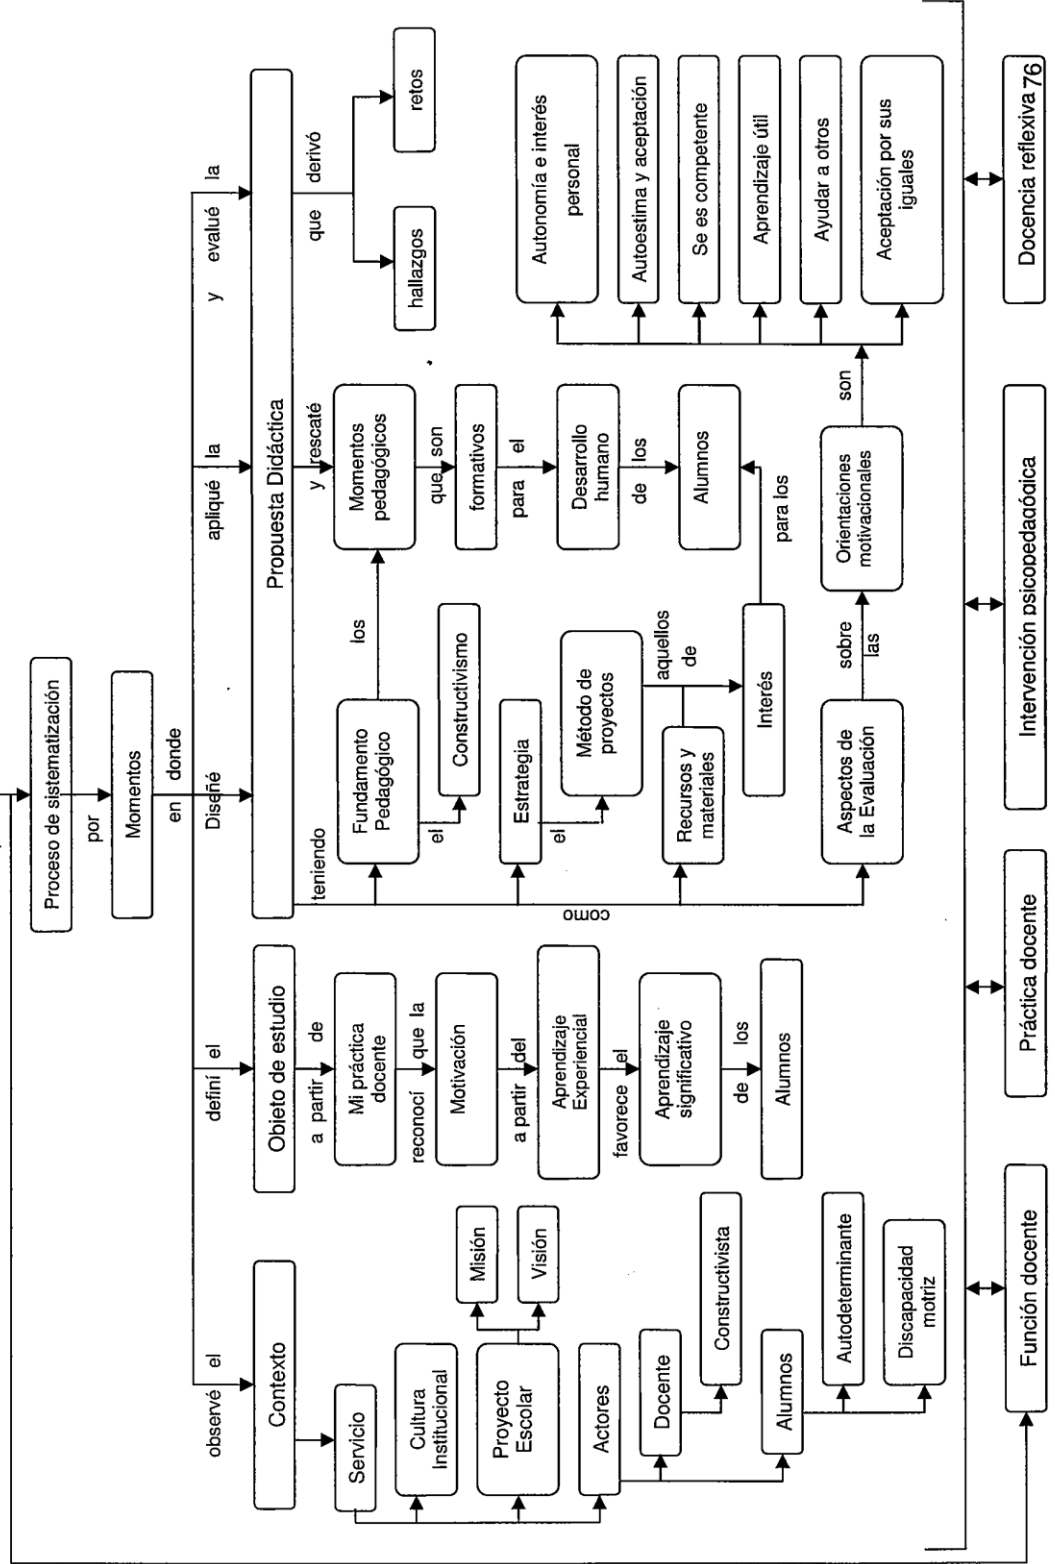 Proceso de sistematización
por
Momentos
en donde
observé el
definí el
Diseñé
apliqué la
y evalué la
Contexto
Objeto de estudio
Propuesta Didáctica
Servicio
Cultura
Institucional
Proyecto
Escolar
Misión
Visión
Actores
Docente
Constructivista
Alumnos
Autodeterminante
Discapacidad
motriz
a partir de
Mi práctica
docente
reconocí que la
Motivación
a partir del
Aprendizaje
Experiencial
favorece el
Aprendizaje
significativo
de los
Alumnos
teniendo
como
Fundamento
Pedagógico
el
Constructivismo
los
Estrategia
el
Método de
proyectos
Recursos y
materiales
aquellos
de
Interés
para los
Aspectos de
la Evaluación
sobre
las
Orientaciones
motivacionales
son
y rescaté
Momentos
pedagógicos
que son
formativos
para el
Desarrollo
humano
de los
Alumnos
que derivó
hallazgos
retos
Autonomía e interés
personal
Autoestima y aceptación
Se es competente
Aprendizaje útil
Ayudar a otros
Aceptación por sus
iguales
Función docente
Práctica docente
Intervención psicopedagógica
Docencia reflexiva
76